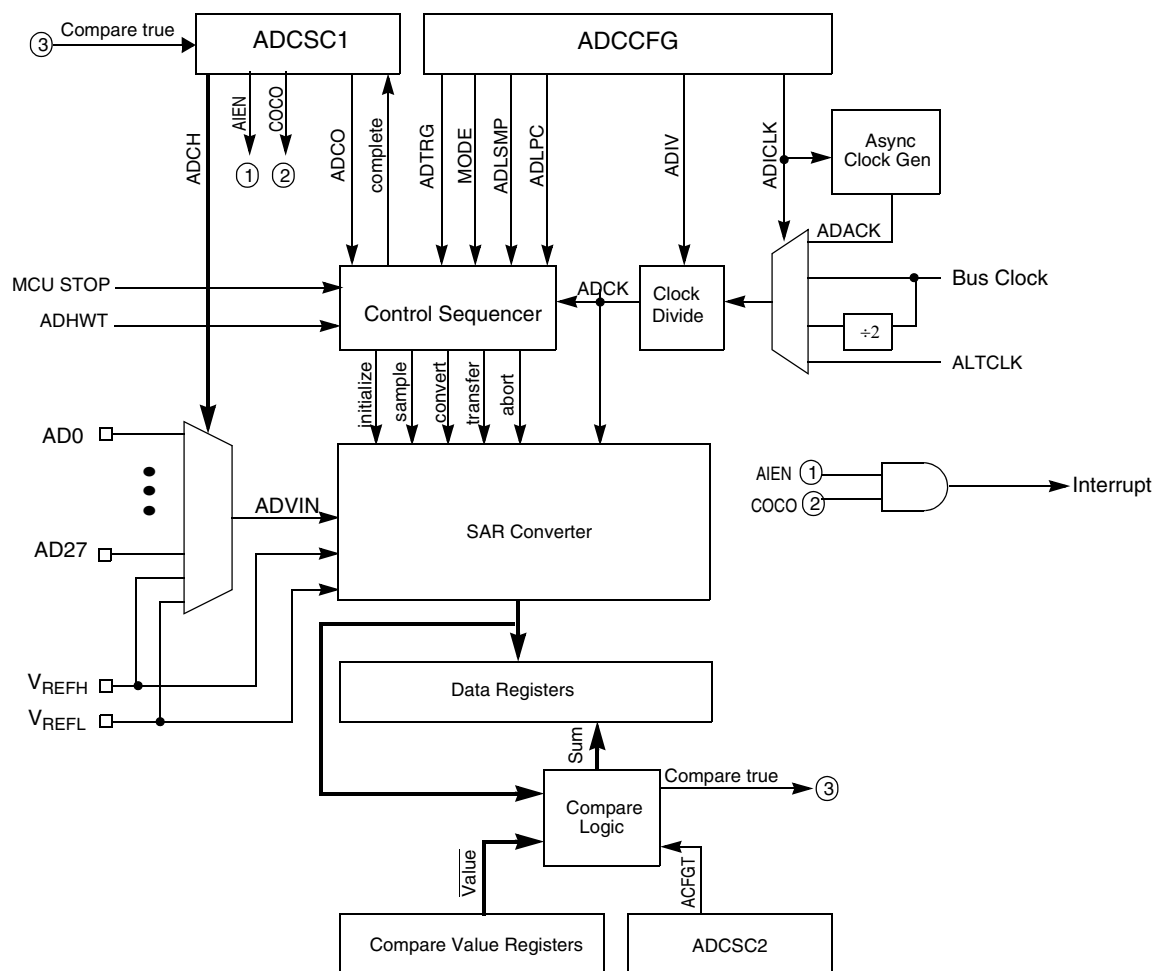 3 Compare true
ADCSC1
ADCCFG
ADCH
AIEN
1
COCO
2
ADCO
complete
ADTRG
MODE
ADLSMP
ADLPC
ADIV
ADICLK
Async
Clock Gen
ADACK
MCU STOP
ADHWT
Control Sequencer
ADCK
Clock
Divide
Bus Clock
÷2
ALTCLK
initialize
sample
convert
transfer
abort
AD0
AD27
ADVIN
SAR Converter
AIEN 1
COCO 2
Interrupt
VREFH
VREFL
Data Registers
Sum
Compare true
3
Compare
Logic
Value
ACFGT
Compare Value Registers
ADCSC2